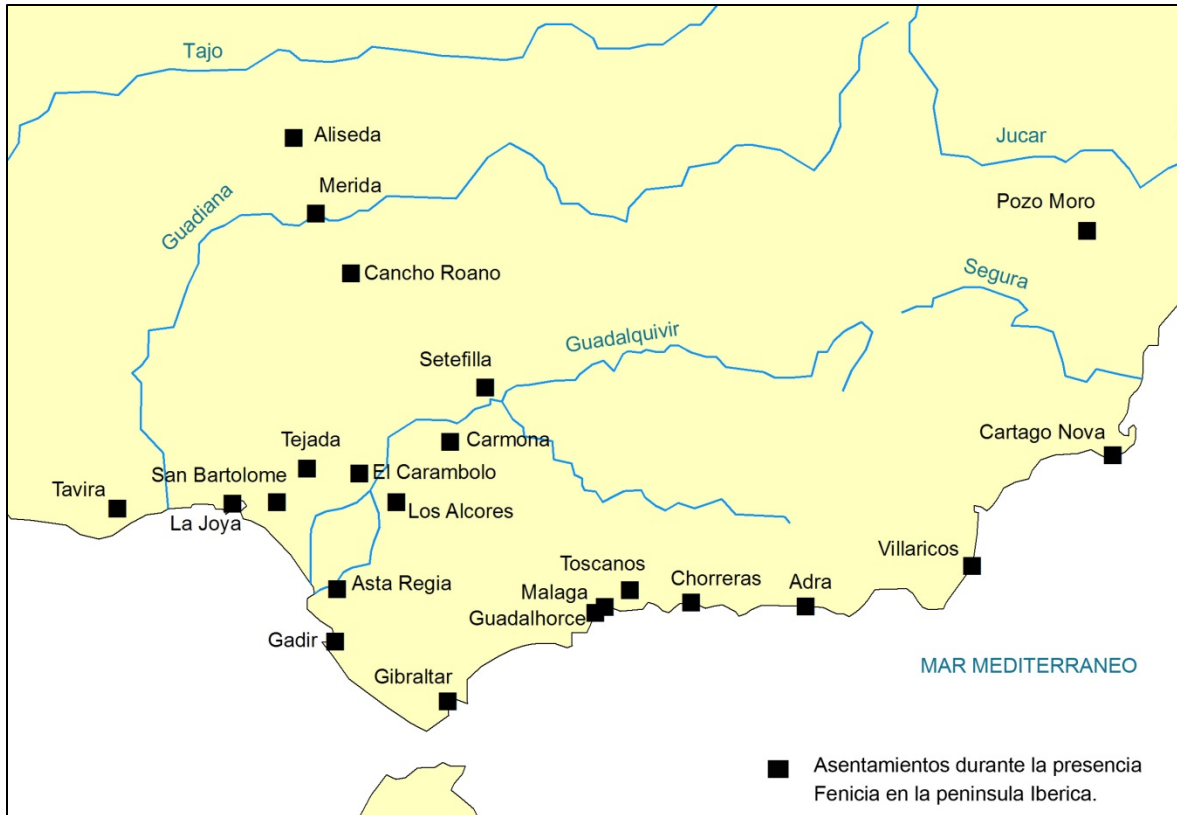 Tajo
Aliseda
Jucar
Merida
Guadiana
Pozo Moro
Cancho Roano
Segura
Guadalquivir
Setefilla
Carmona
Cartago Nova
Tejada
San Bartolome
El Carambolo
Tavira
La Joya
Los Alcores
Villaricos
Toscanos
Asta Regia
Malaga
Chorreras
Adra
Guadalhorce
Gadir
MAR MEDITERRANEO
Gibraltar
Asentamientos durante la presencia
Fenicia en la peninsula Iberica.